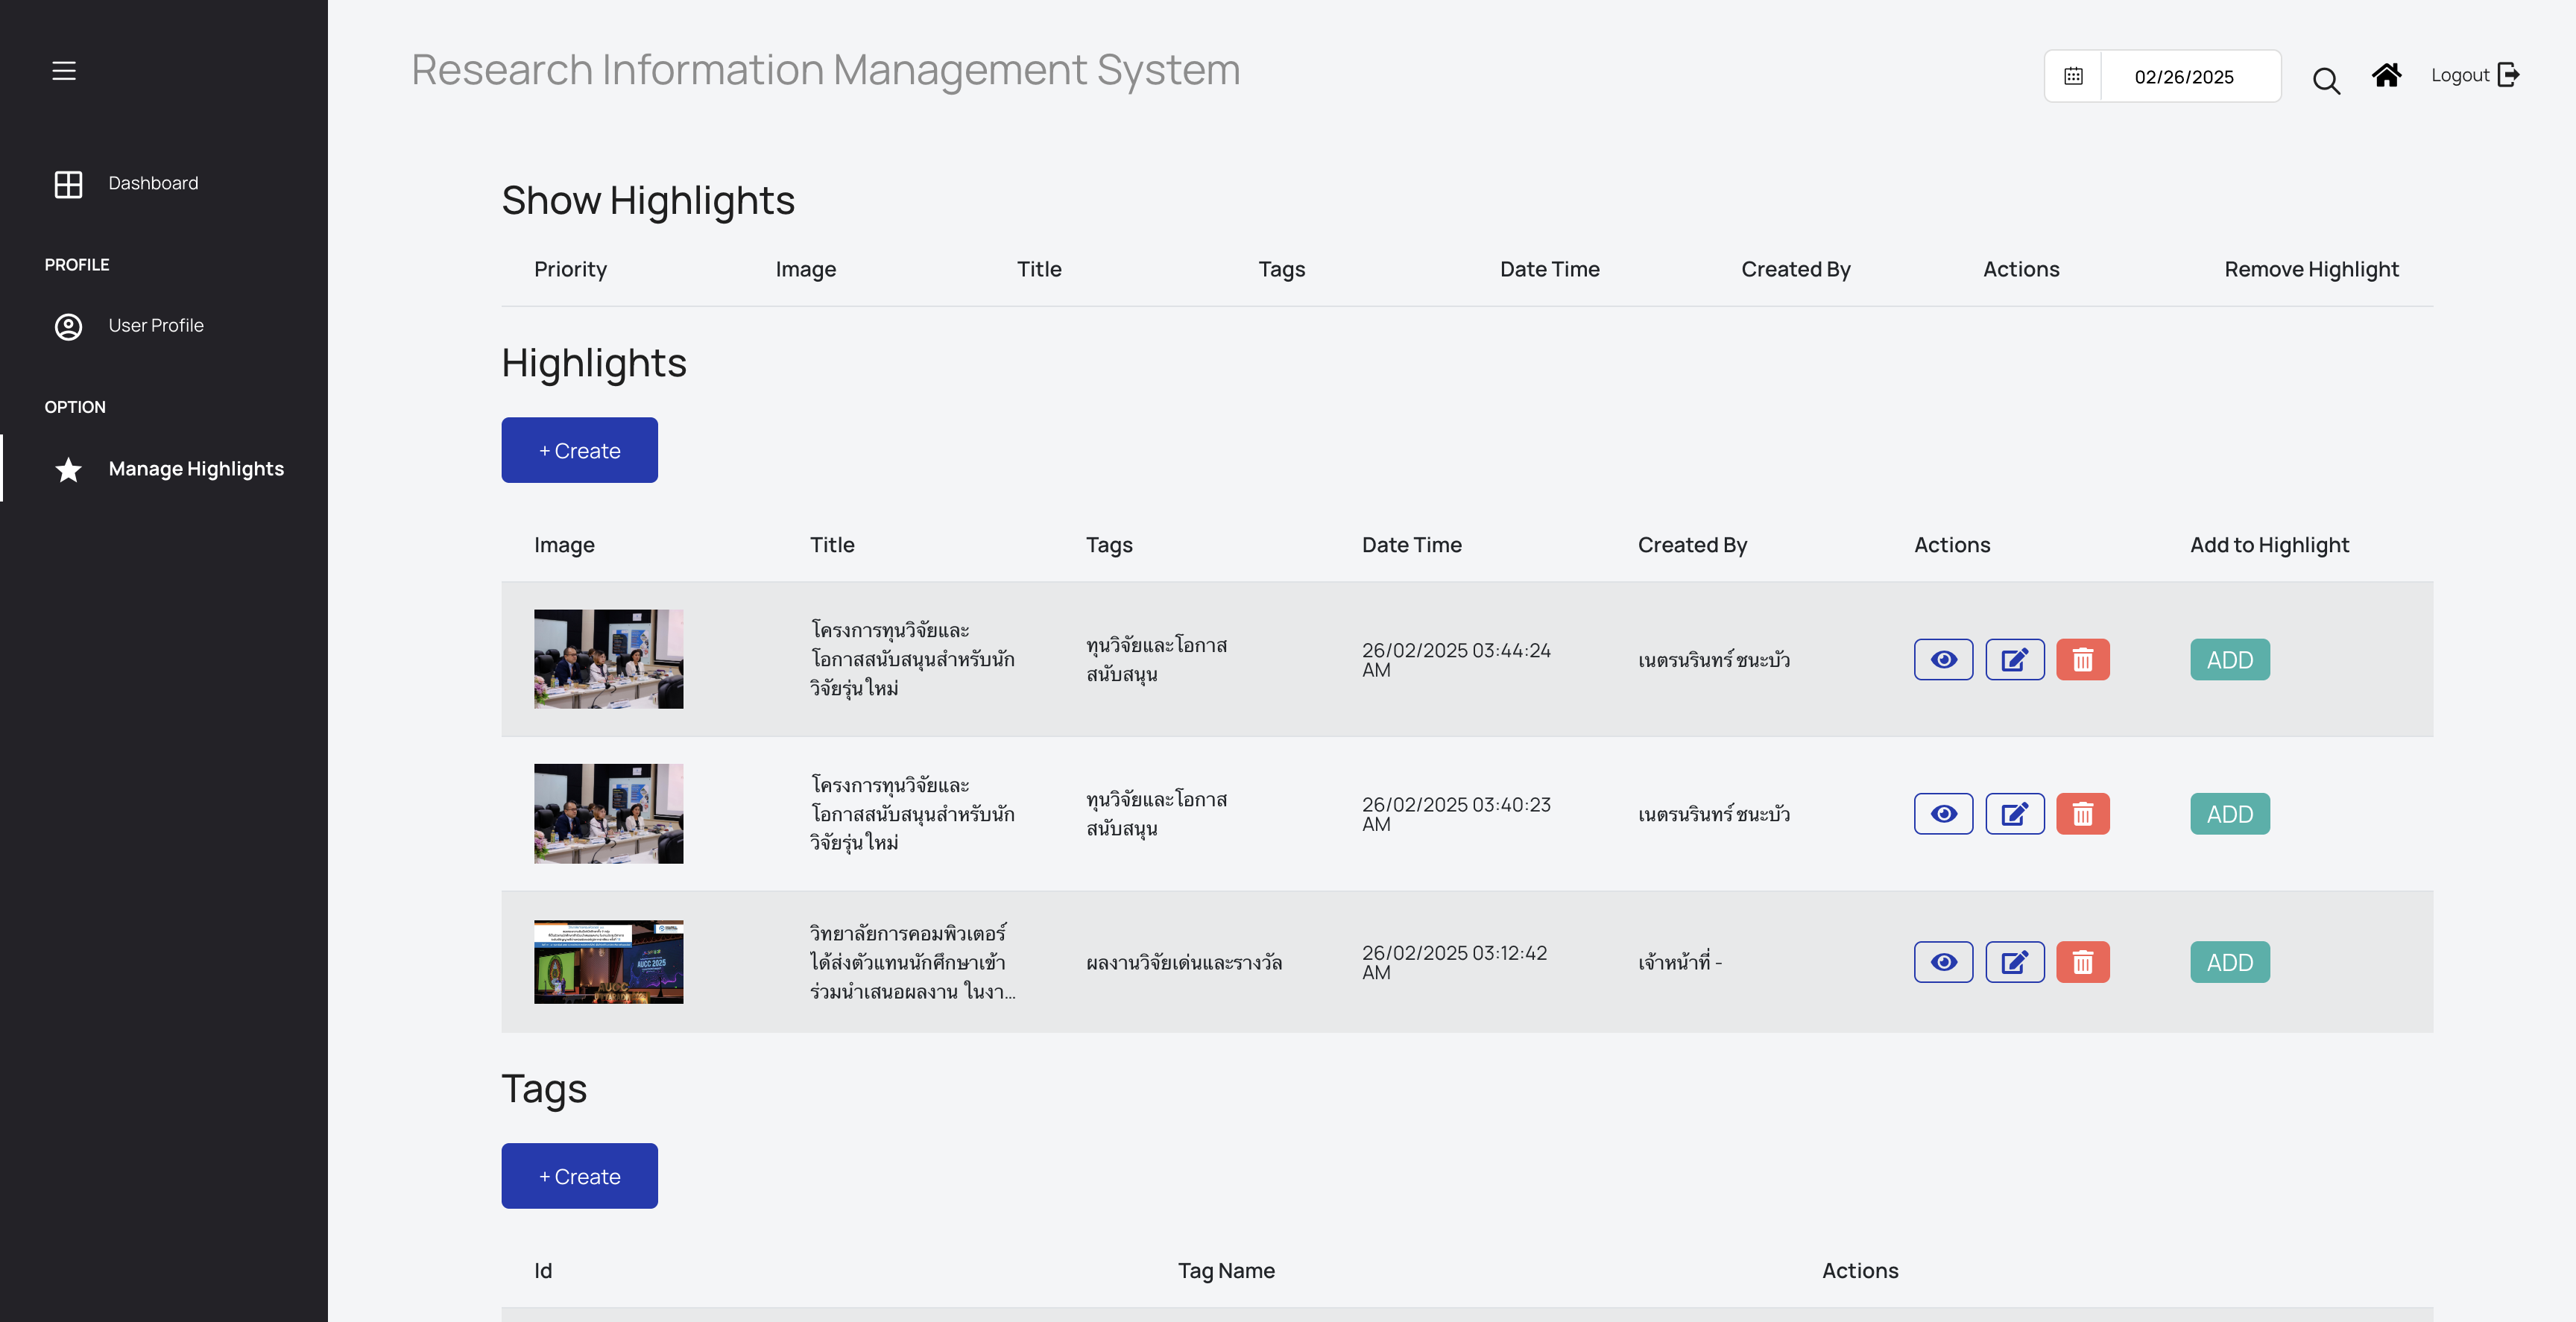 Research Information Management System
02/26/2025
Logout
Dashboard
PROFILE
User Profile
OPTION
Manage Highlights
Show Highlights
Priority Image Title Tags Date Time Created By Actions Remove Highlight
Highlights
+ Create
Image Title Tags Date Time Created By Actions Add to Highlight
โครงการทุนวิจัยและ
โอกาสสนับสนุนสำหรับนัก
วิจัยรุ่นใหม่
ทุนวิจัยและโอกาส
สนับสนุน
26/02/2025 03:44:24
AM
เนตรนรินทร์ ชนะบัว
ADD
โครงการทุนวิจัยและ
โอกาสสนับสนุนสำหรับนัก
วิจัยรุ่นใหม่
ทุนวิจัยและโอกาส
สนับสนุน
26/02/2025 03:40:23
AM
เนตรนรินทร์ ชนะบัว
ADD
AUCC 2025
วิทยาลัยการคอมพิวเตอร์
ได้ส่งตัวแทนนักศึกษาเข้า
ร่วมนำเสนอผลงาน ในงา...
ผลงานวิจัยเด่นและรางวัล
26/02/2025 03:12:42
AM
เจ้าหน้าที่ -
ADD
Tags
+ Create
Id Tag Name Actions